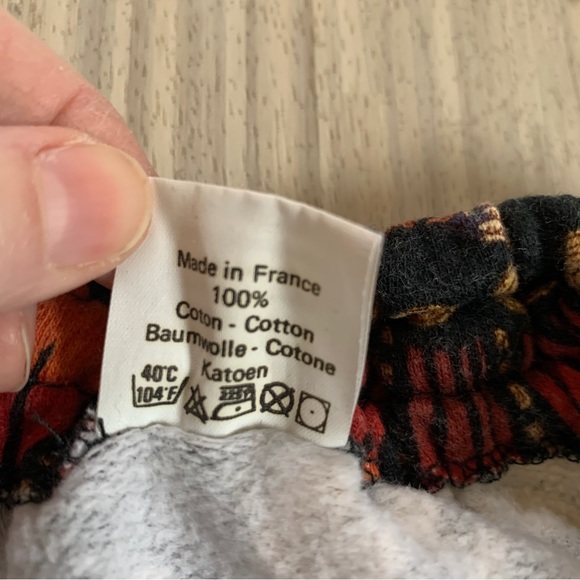 Made in France
100%
Coton - Cotton
Baumwolle - Cotone
Katoen
40°C
104°F